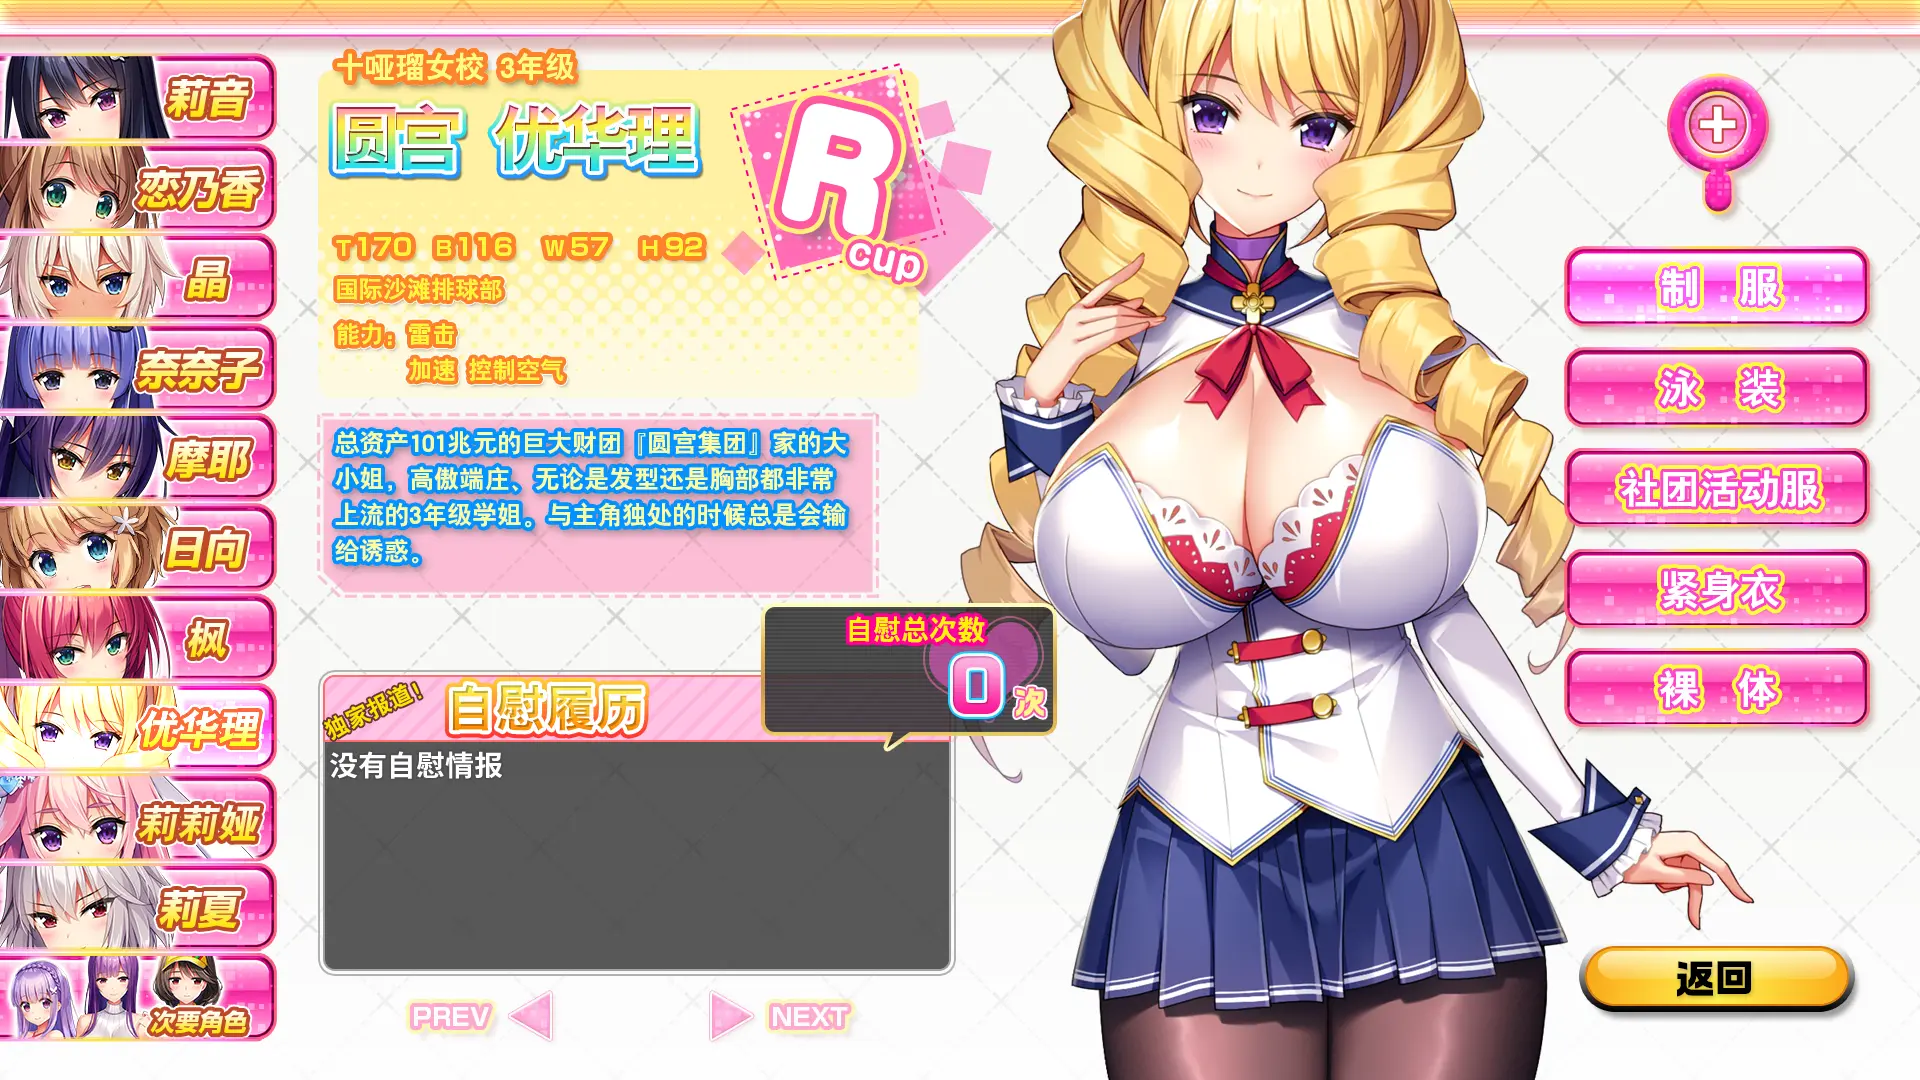 莉音
恋乃香
晶
奈奈子
摩耶
日向
枫
优华理
莉莉娅
莉夏
次要角色
十哑瑠女校 3年级
圆宫 优华理
R
cup
T170 B116 W57 H92
国际沙滩排球部
能力：雷击
加速 控制空气
总资产101兆元的巨大财团『圆宫集团』家的大
小姐，高傲端庄、无论是发型还是胸部都非常
上流的3年级学姐。与主角独处的时候总是会输
给诱惑。
自慰总次数
0次
独家报道！
自慰履历
没有自慰情报
PREV
NEXT
制 服
泳 装
社团活动服
紧身衣
裸 体
返回